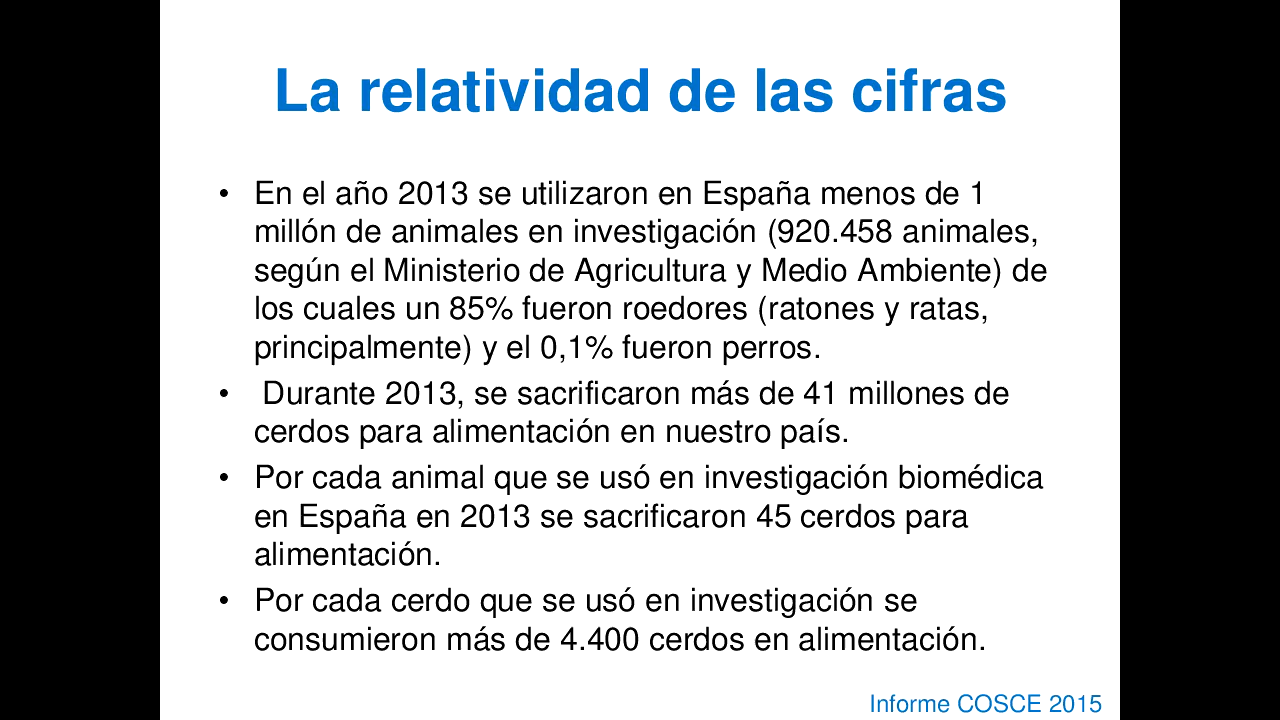 La relatividad de las cifras
• En el año 2013 se utilizaron en España menos de 1
millón de animales en investigación (920.458 animales,
según el Ministerio de Agricultura y Medio Ambiente) de
los cuales un 85% fueron roedores (ratones y ratas,
principalmente) y el 0,1% fueron perros.
• Durante 2013, se sacrificaron más de 41 millones de
cerdos para alimentación en nuestro país.
• Por cada animal que se usó en investigación biomédica
en España en 2013 se sacrificaron 45 cerdos para
alimentación.
• Por cada cerdo que se usó en investigación se
consumieron más de 4.400 cerdos en alimentación.
Informe COSCE 2015